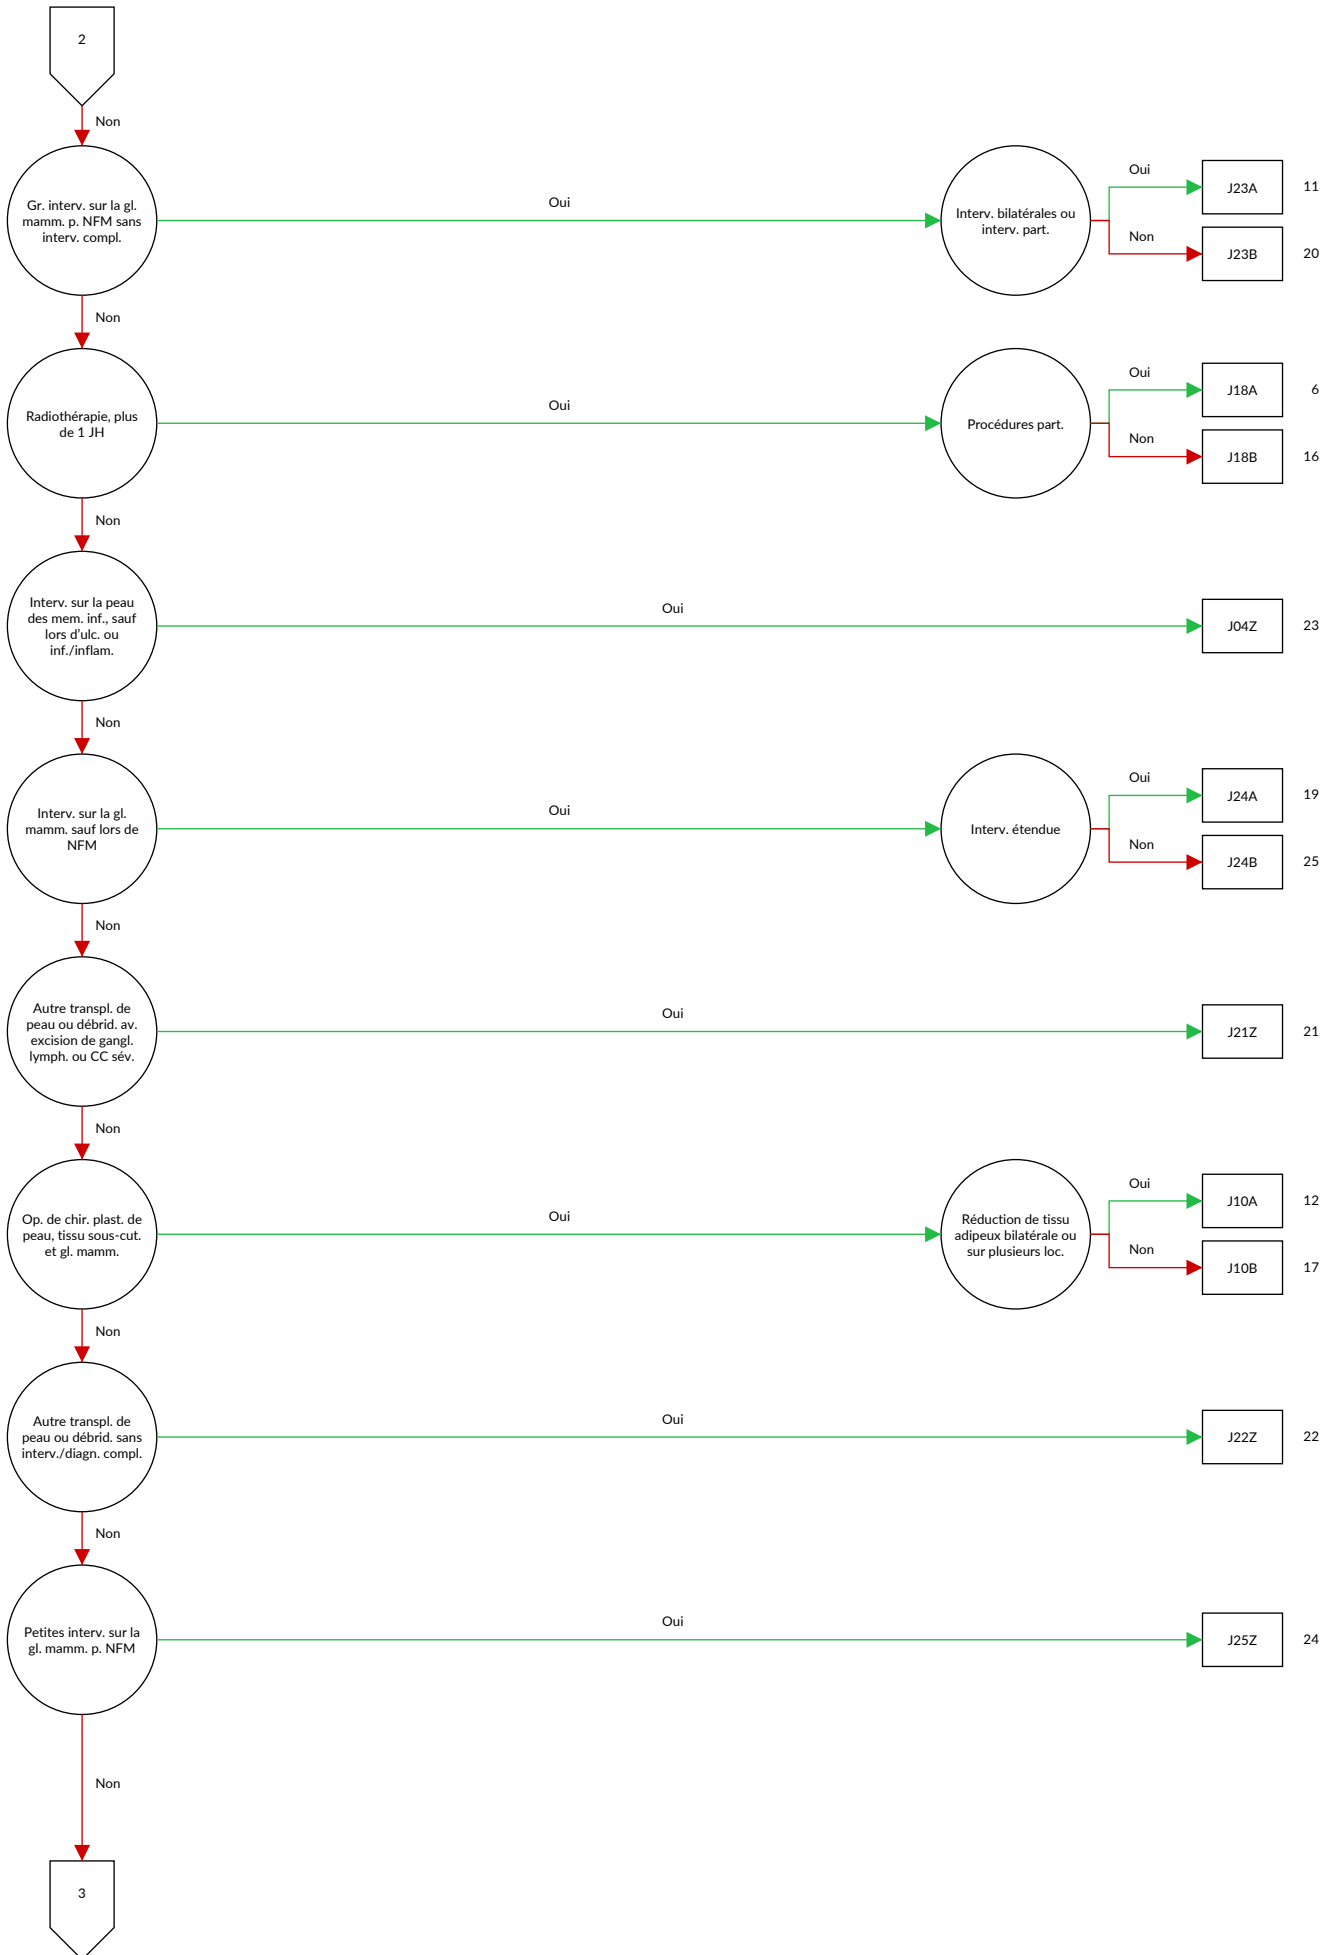 2
Non
Gr. interv. sur la gl.
mamm. p. NFM sans
interv. compl.
Oui
Interv. bilatérales ou
interv. part.
Oui
J23A
11
Non
J23B
20
Non
Radiothérapie, plus
de 1 JH
Oui
Procédures part.
Oui
J18A
6
Non
J18B
16
Non
Interv. sur la peau
des mem. inf., sauf
lors d'ulc. ou
inf./inflam.
Oui
J04Z
23
Non
Interv. sur la gl.
mamm. sauf lors de
NFM
Oui
Interv. étendue
Oui
J24A
19
Non
J24B
25
Non
Autre transpl. de
peau ou débrid. av.
excision de gangl.
lymph. ou CC sév.
Oui
J21Z
21
Non
Op. de chir. plast. de
peau, tissu sous-cut.
et gl. mamm.
Oui
Réduction de tissu
adipeux bilatérale ou
sur plusieurs loc.
Oui
J10A
12
Non
J10B
17
Non
Autre transpl. de
peau ou débrid. sans
interv./diagn. compl.
Oui
J22Z
22
Non
Petites interv. sur la
gl. mamm. p. NFM
Oui
J25Z
24
Non
3